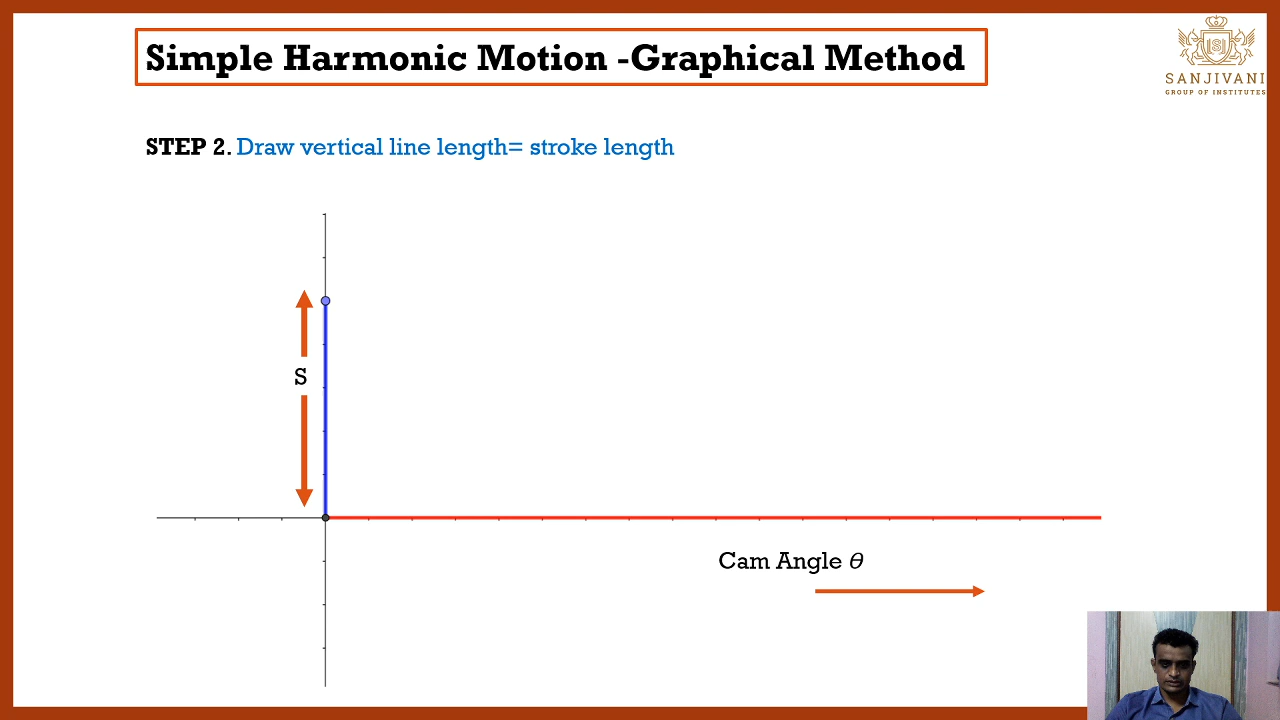 Simple Harmonic Motion -Graphical Method
SANJIVANI
GROUP OF INSTITUTES
STEP 2. Draw vertical line length= stroke length
S
Cam Angle θ